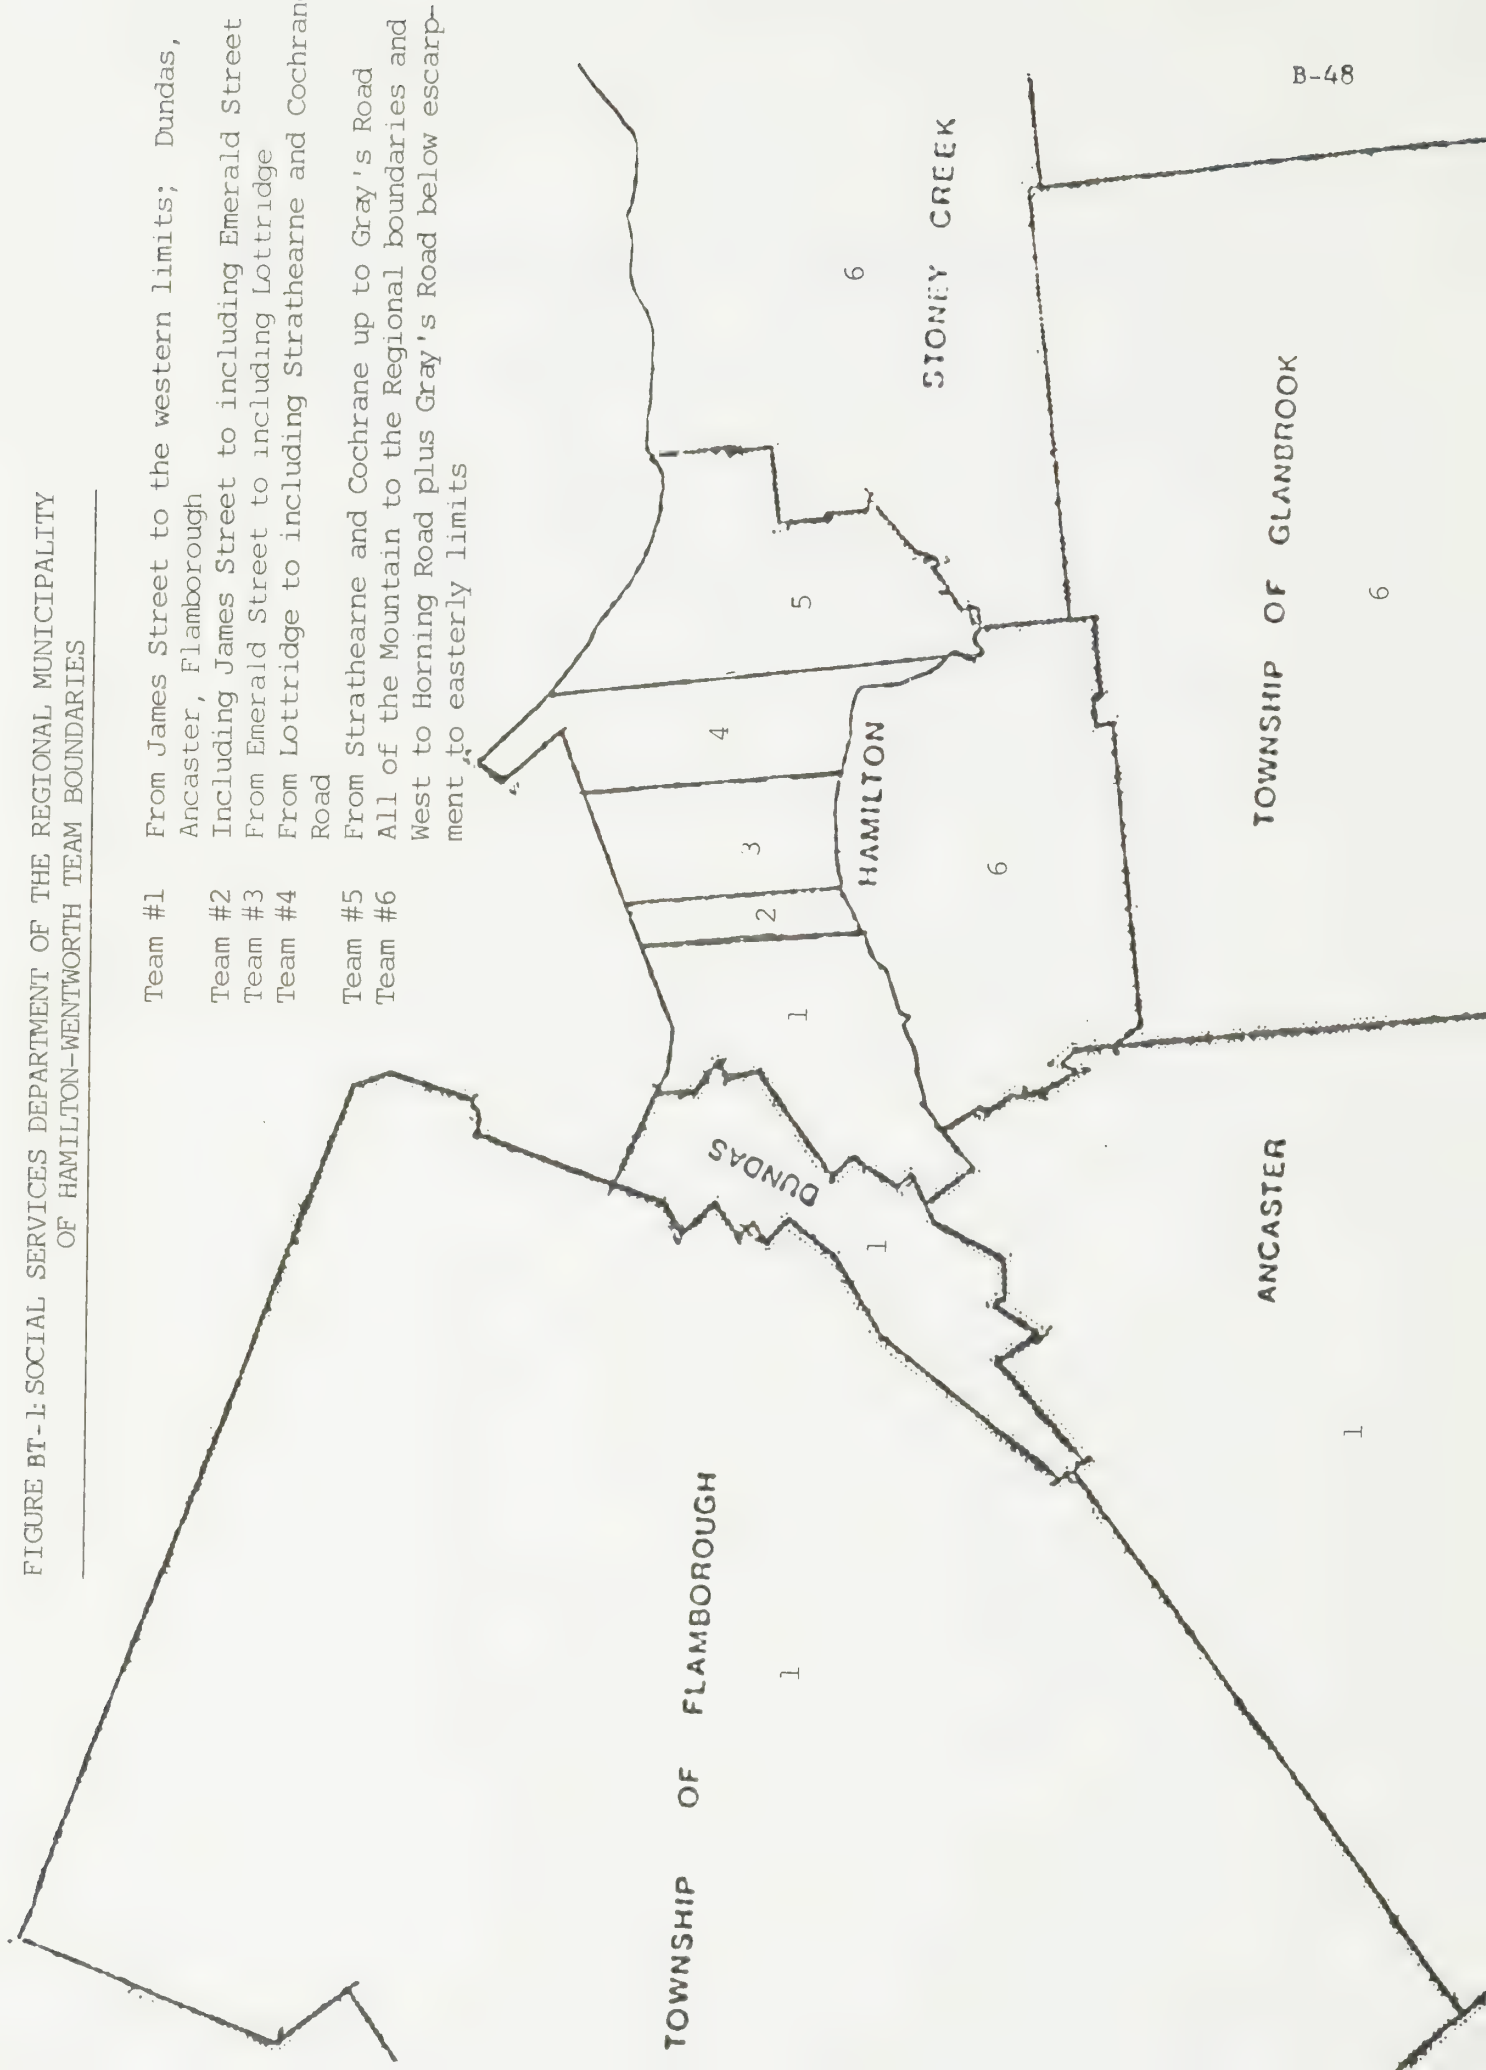 FIGURE BT-1: SOCIAL SERVICES DEPARTMENT OF THE REGIONAL MUNICIPALITY
OF HAMILTON-WENTWORTH TEAM BOUNDARIES
Team #1 From James Street to the western limits; Dundas,
Ancaster, Flamborough
Team #2 Including James Street to including Emerald Street
Team #3 From Emerald Street to including Lottridge
Team #4 From Lottridge to including Strathearne and Cochran
Road
Team #5 From Strathearne and Cochrane up to Gray's Road
Team #6 All of the Mountain to the Regional boundaries and
West to Horning Road plus Gray's Road below escarp-
ment to easterly limits
TOWNSHIP OF FLAMBOROUGH
1
DUNDAS
1
1
2
3
4
5
HAMILTON
6
6
STONEY CREEK
ANCASTER
1
TOWNSHIP OF GLANBROOK
6
B-48